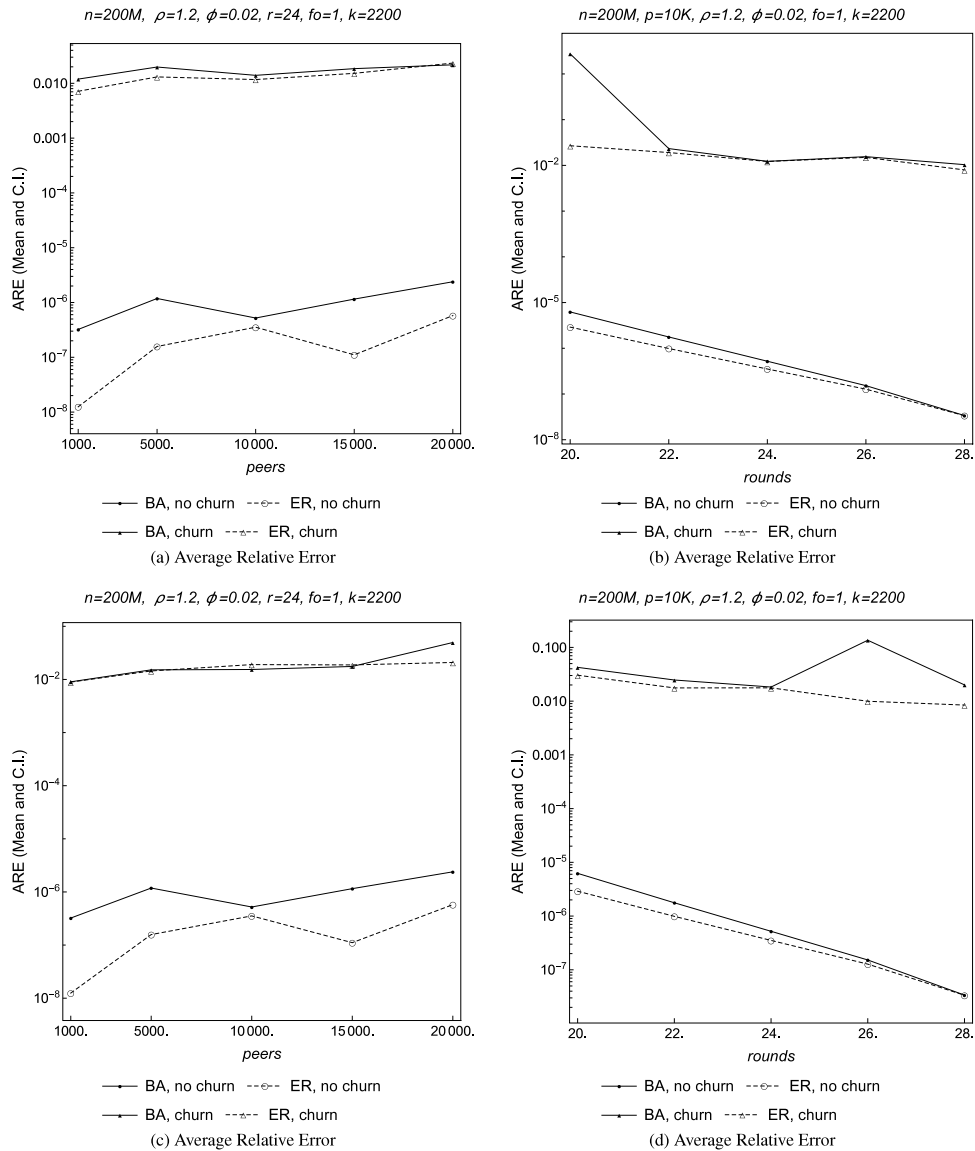 n=200M, ρ=1.2, ϕ=0.02, r=24, fo=1, k=2200
ARE (Mean and C.I.)
0.010
0.001
10⁻⁴
10⁻⁵
10⁻⁶
10⁻⁷
10⁻⁸
1000. 5000. 10000. 15000. 20000.
peers
BA, no churn ER, no churn
BA, churn ER, churn
(a) Average Relative Error
n=200M, p=10K, ρ=1.2, ϕ=0.02, fo=1, k=2200
ARE (Mean and C.I.)
10⁻²
10⁻⁵
10⁻⁸
20. 22. 24. 26. 28.
rounds
BA, no churn ER, no churn
BA, churn ER, churn
(b) Average Relative Error
n=200M, ρ=1.2, ϕ=0.02, r=24, fo=1, k=2200
ARE (Mean and C.I.)
10⁻²
10⁻⁴
10⁻⁶
10⁻⁸
1000. 5000. 10000. 15000. 20000.
peers
BA, no churn ER, no churn
BA, churn ER, churn
(c) Average Relative Error
n=200M, p=10K, ρ=1.2, ϕ=0.02, fo=1, k=2200
ARE (Mean and C.I.)
0.100
0.010
0.001
10⁻⁴
10⁻⁵
10⁻⁶
10⁻⁷
20. 22. 24. 26. 28.
rounds
BA, no churn ER, no churn
BA, churn ER, churn
(d) Average Relative Error